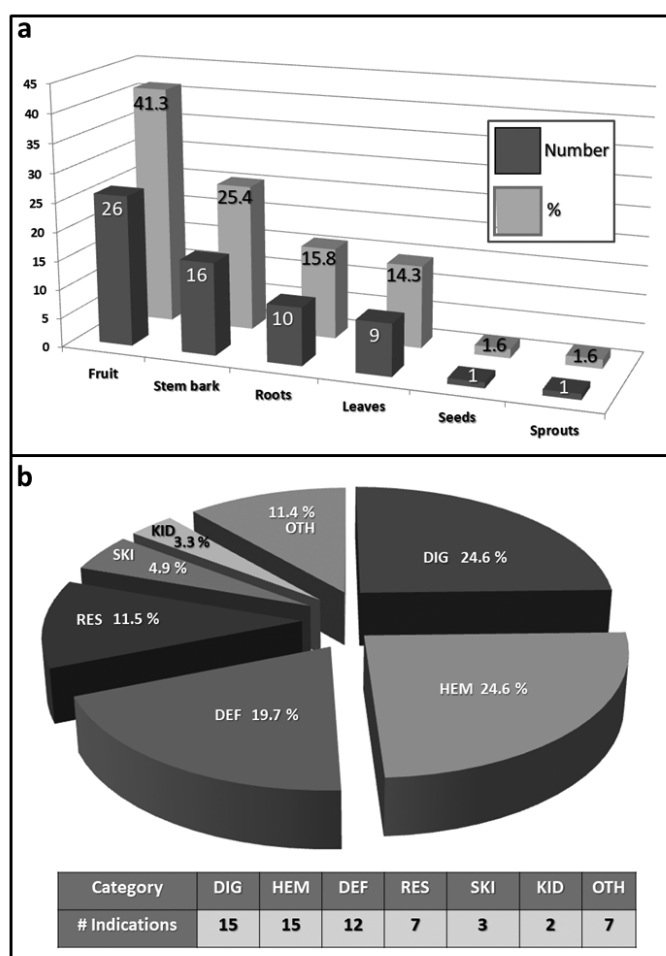 a
45
40
35
30
25
20
15
10
5
0
41.3
25.4
15.8
14.3
1.6
1.6
26
16
10
9
1
1
Number
%
Fruit
Stem bark
Roots
Leaves
Seeds
Sprouts
b
11.4 %
OTH
KID
3.3 %
SKI
4.9 %
DIG 24.6 %
RES 11.5 %
HEM 24.6 %
DEF 19.7 %
Category DIG HEM DEF RES SKI KID OTH
# Indications 15 15 12 7 3 2 7